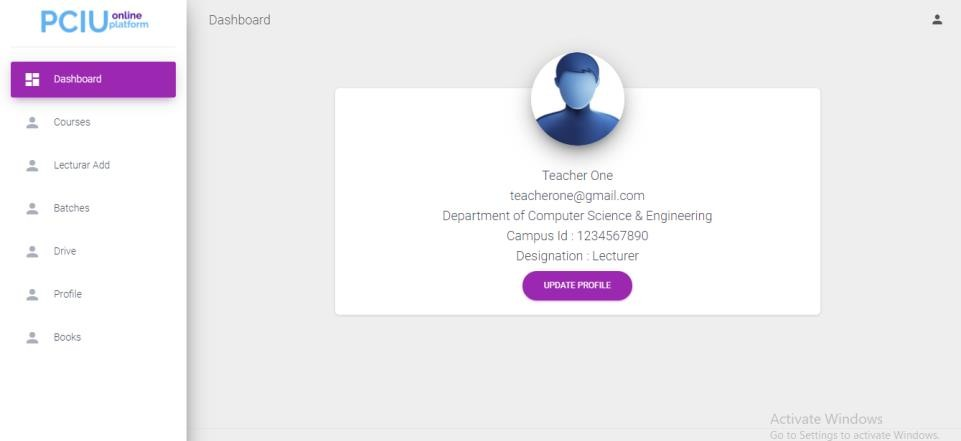 PCIU online platform
Dashboard
Courses
Lecturar Add
Batches
Drive
Profile
Books
Dashboard
Teacher One
teacherone@gmail.com
Department of Computer Science & Engineering
Campus Id : 1234567890
Designation : Lecturer
UPDATE PROFILE
Activate Windows
Go to Settings to activate Windows.